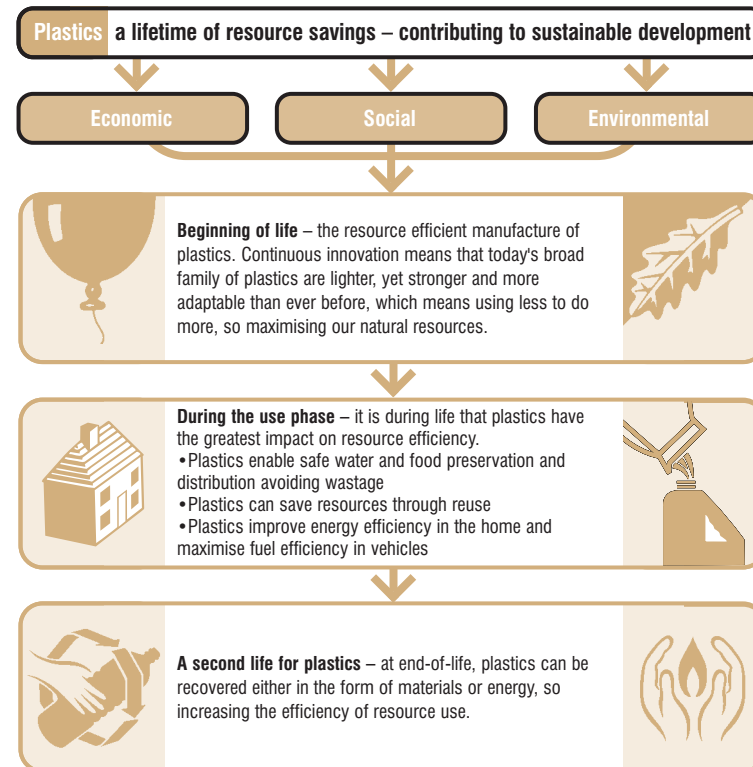 Plastics a lifetime of resource savings – contributing to sustainable development
Economic
Social
Environmental
Beginning of life – the resource efficient manufacture of
plastics. Continuous innovation means that today's broad
family of plastics are lighter, yet stronger and more
adaptable than ever before, which means using less to do
more, so maximising our natural resources.
During the use phase – it is during life that plastics have
the greatest impact on resource efficiency.
•Plastics enable safe water and food preservation and
distribution avoiding wastage
•Plastics can save resources through reuse
•Plastics improve energy efficiency in the home and
maximise fuel efficiency in vehicles
A second life for plastics – at end-of-life, plastics can be
recovered either in the form of materials or energy, so
increasing the efficiency of resource use.